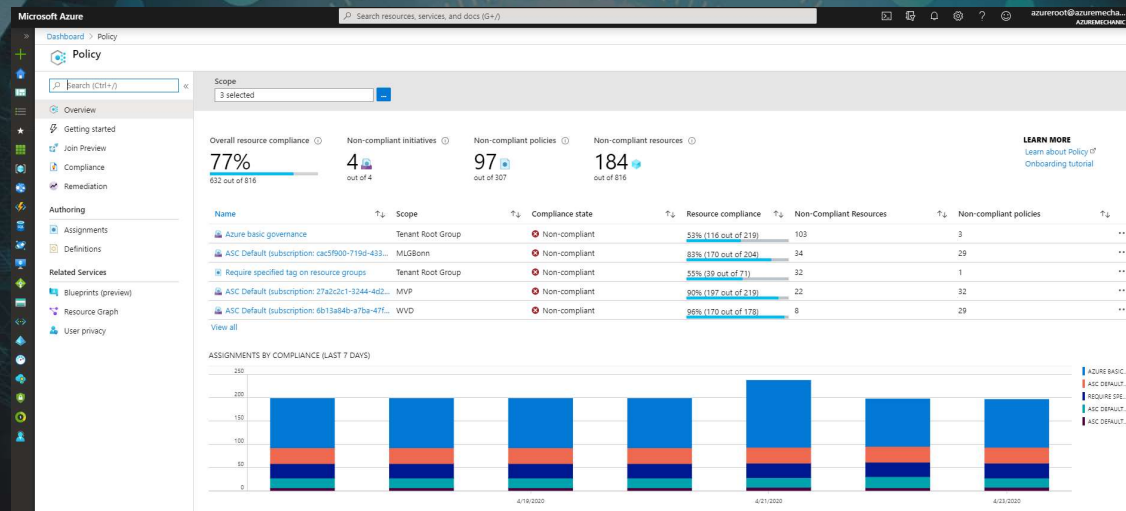 Microsoft Azure
Search resources, services, and docs (G+/)
azureroot@azuremecha...
AZUREMECHANIC
Dashboard > Policy
Policy
Search (Ctrl+/)
Overview
Getting started
Join Preview
Compliance
Remediation
Authoring
Assignments
Definitions
Related Services
Blueprints (preview)
Resource Graph
User privacy
Scope
3 selected
Overall resource compliance
77%
632 out of 816
Non-compliant initiatives
4
out of 4
Non-compliant policies
97
out of 307
Non-compliant resources
184
out of 816
LEARN MORE
Learn about Policy
Onboarding tutorial
Name Scope Compliance state Resource compliance Non-Compliant Resources Non-compliant policies
Azure basic governance Tenant Root Group Non-compliant 53% (116 out of 219) 103 3
ASC Default (subscription: cac5f900-719d-433... MLGBonn Non-compliant 83% (170 out of 204) 34 29
Require specified tag on resource groups Tenant Root Group Non-compliant 55% (39 out of 71) 32 1
ASC Default (subscription: 27a2c2c1-3244-4d2... MVP Non-compliant 90% (197 out of 219) 22 32
ASC Default (subscription: 6b13a84b-a7ba-47f... WVD Non-compliant 96% (170 out of 178) 8 29
View all
ASSIGNMENTS BY COMPLIANCE (LAST 7 DAYS)
250
200
150
100
50
0
4/19/2020
4/21/2020
4/23/2020
AZURE BASIC...
ASC DEFAULT...
REQUIRE SPE...
ASC DEFAULT...
ASC DEFAULT...